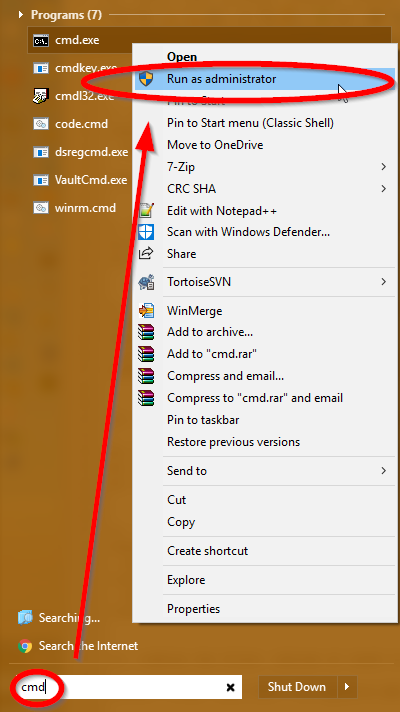 Programs (7)
cmd.exe
cmdkey.exe
cmdl32.exe
code.cmd
dsregcmd.exe
VaultCmd.exe
winrm.cmd
Open
Run as administrator
Pin to Start
Pin to Start menu (Classic Shell)
Move to OneDrive
7-Zip
CRC SHA
Edit with Notepad++
Scan with Windows Defender...
Share
TortoiseSVN
WinMerge
Add to archive...
Add to "cmd.rar"
Compress and email...
Compress to "cmd.rar" and email
Pin to taskbar
Restore previous versions
Send to
Cut
Copy
Create shortcut
Explore
Properties
Searching...
Search the Internet
cmd
Shut Down